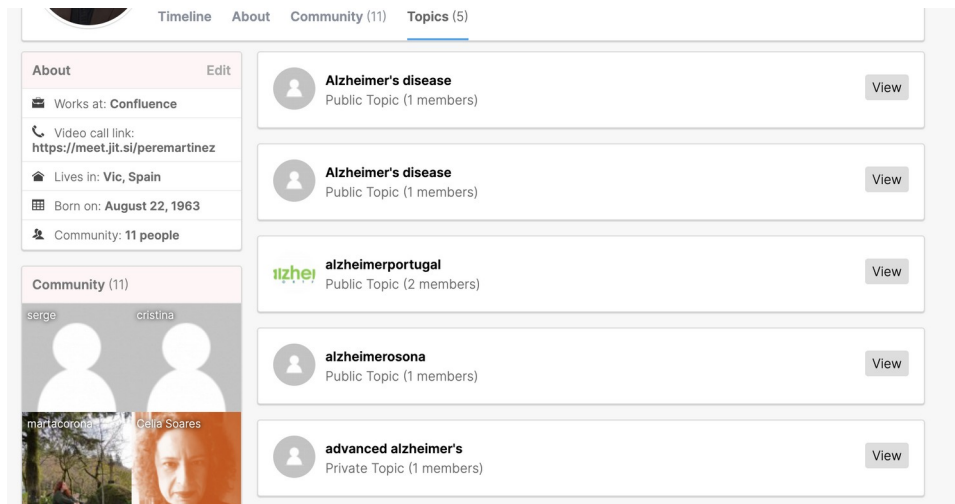 Timeline About Community (11) Topics (5)
About Edit
Works at: Confluence
Video call link:
https://meet.jit.si/peremartinez
Lives in: Vic, Spain
Born on: August 22, 1963
Community: 11 people
Community (11)
serge cristina
martacorona Celia Soares
Alzheimer's disease
Public Topic (1 members)
View
Alzheimer's disease
Public Topic (1 members)
View
alzheimerportugal
Public Topic (2 members)
View
alzheimerosona
Public Topic (1 members)
View
advanced alzheimer's
Private Topic (1 members)
View